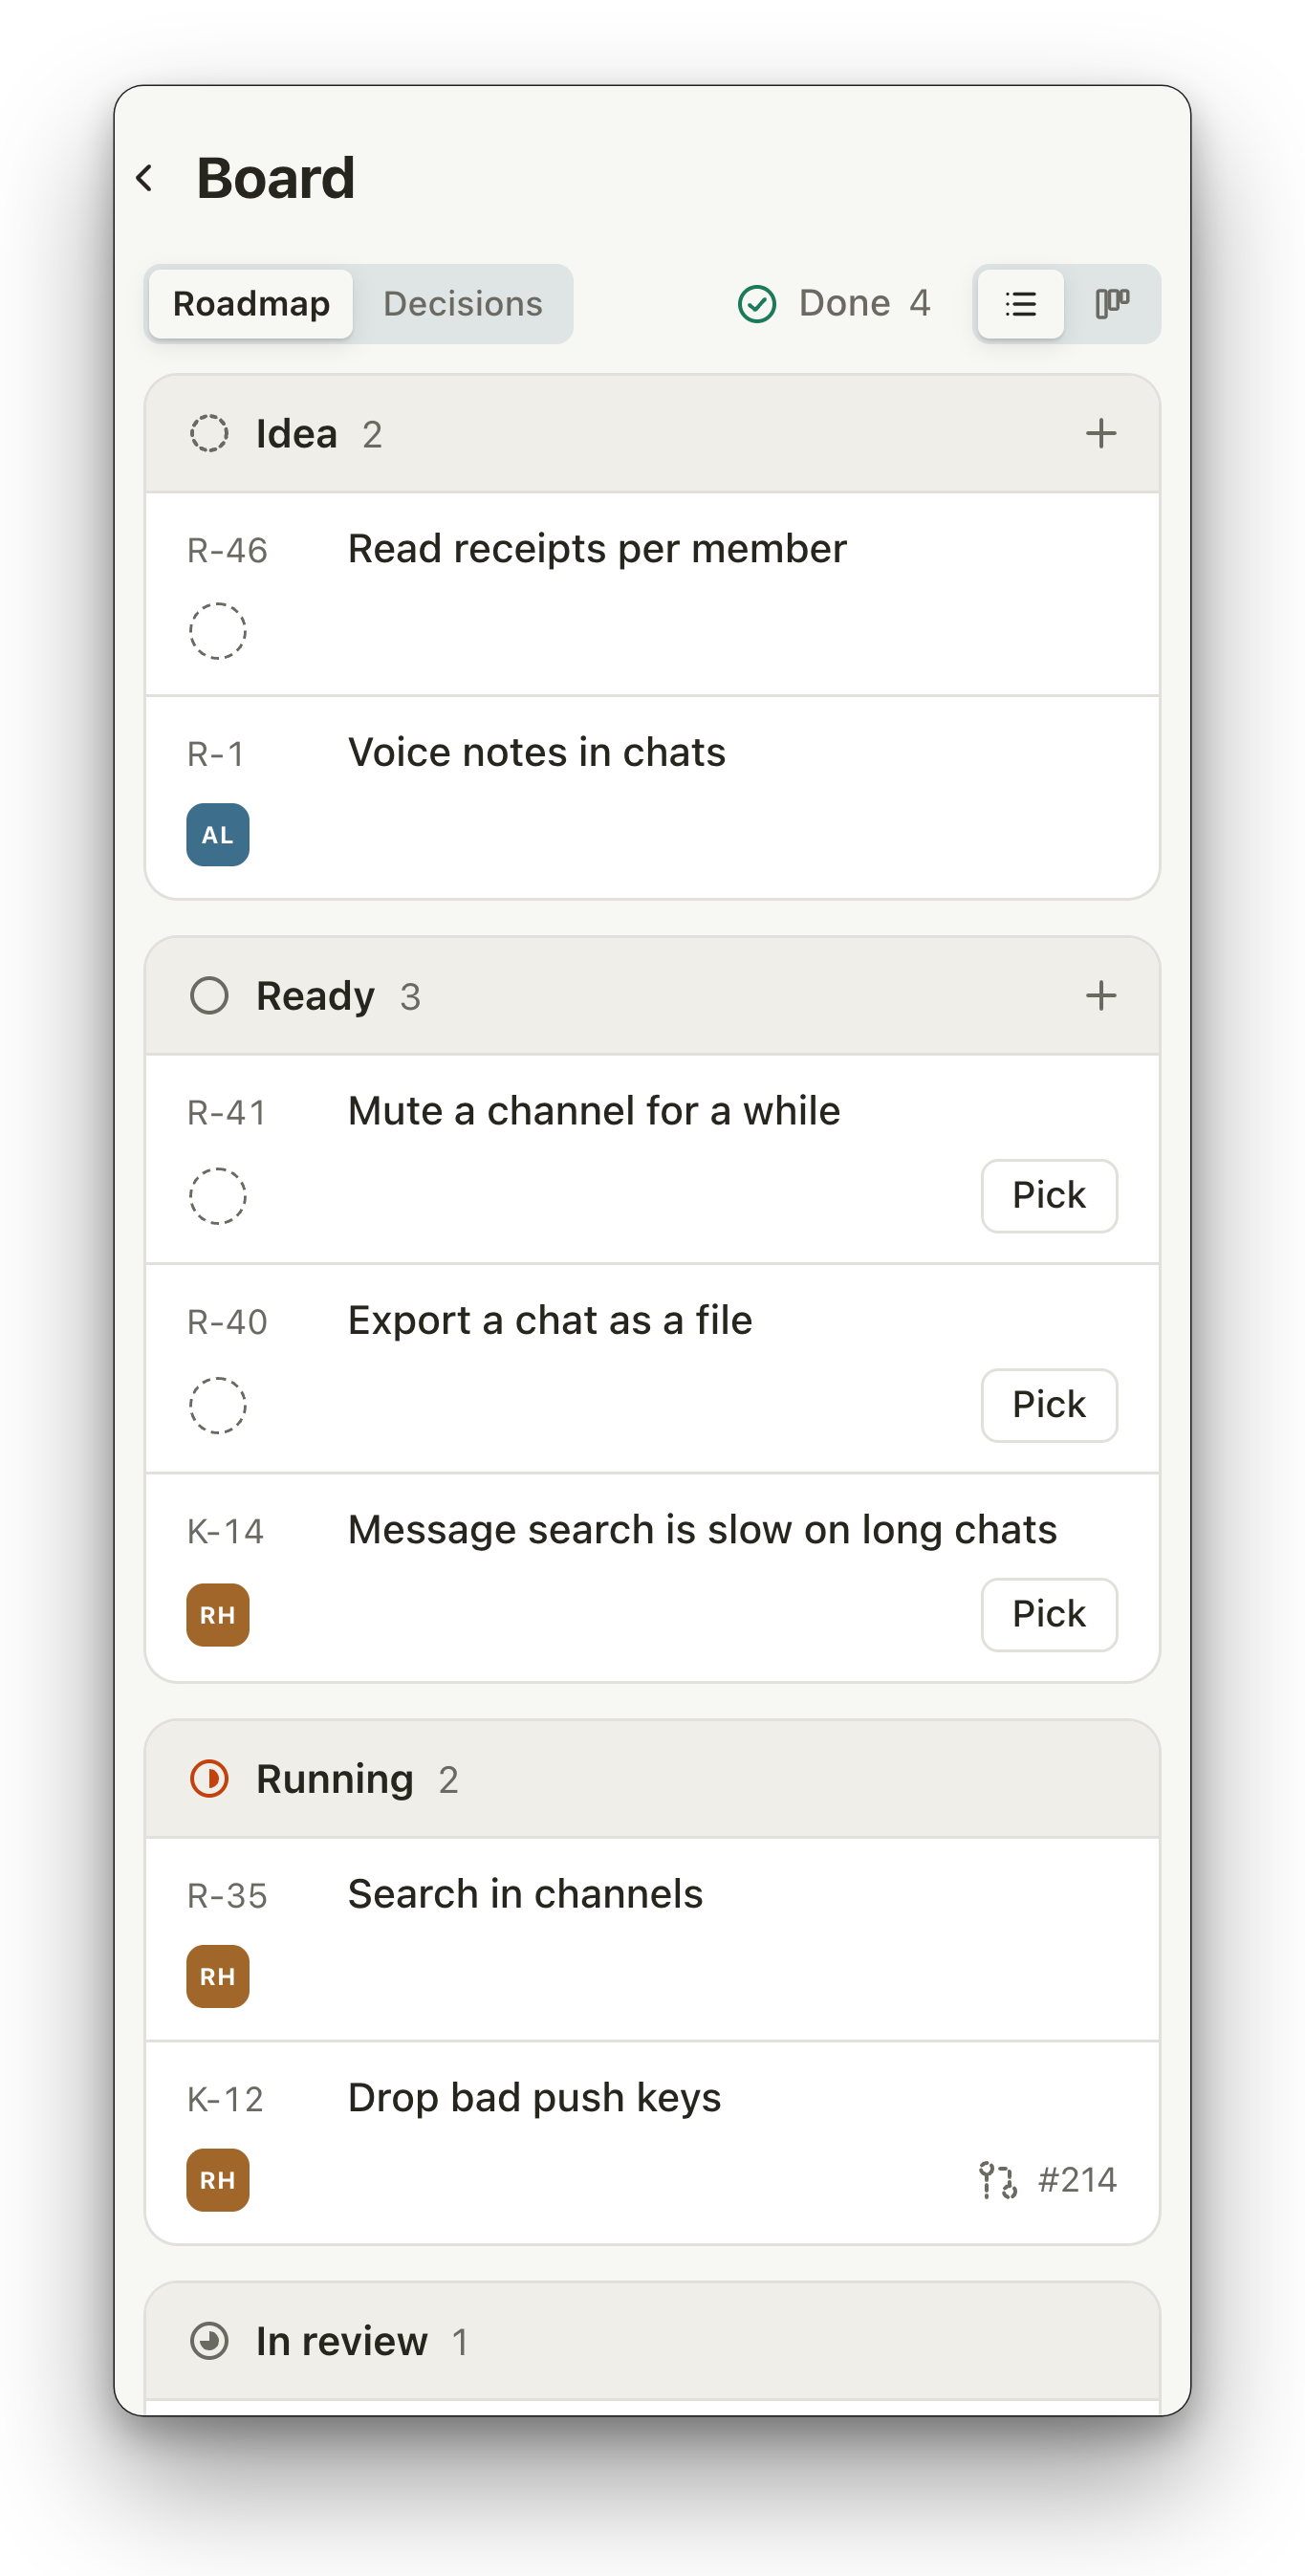 Board
Roadmap Decisions Done 4
Idea 2
R-46 Read receipts per member
R-1 Voice notes in chats
AL
Ready 3
R-41 Mute a channel for a while
Pick
R-40 Export a chat as a file
Pick
K-14 Message search is slow on long chats
RH Pick
Running 2
R-35 Search in channels
RH
K-12 Drop bad push keys
RH #214
In review 1